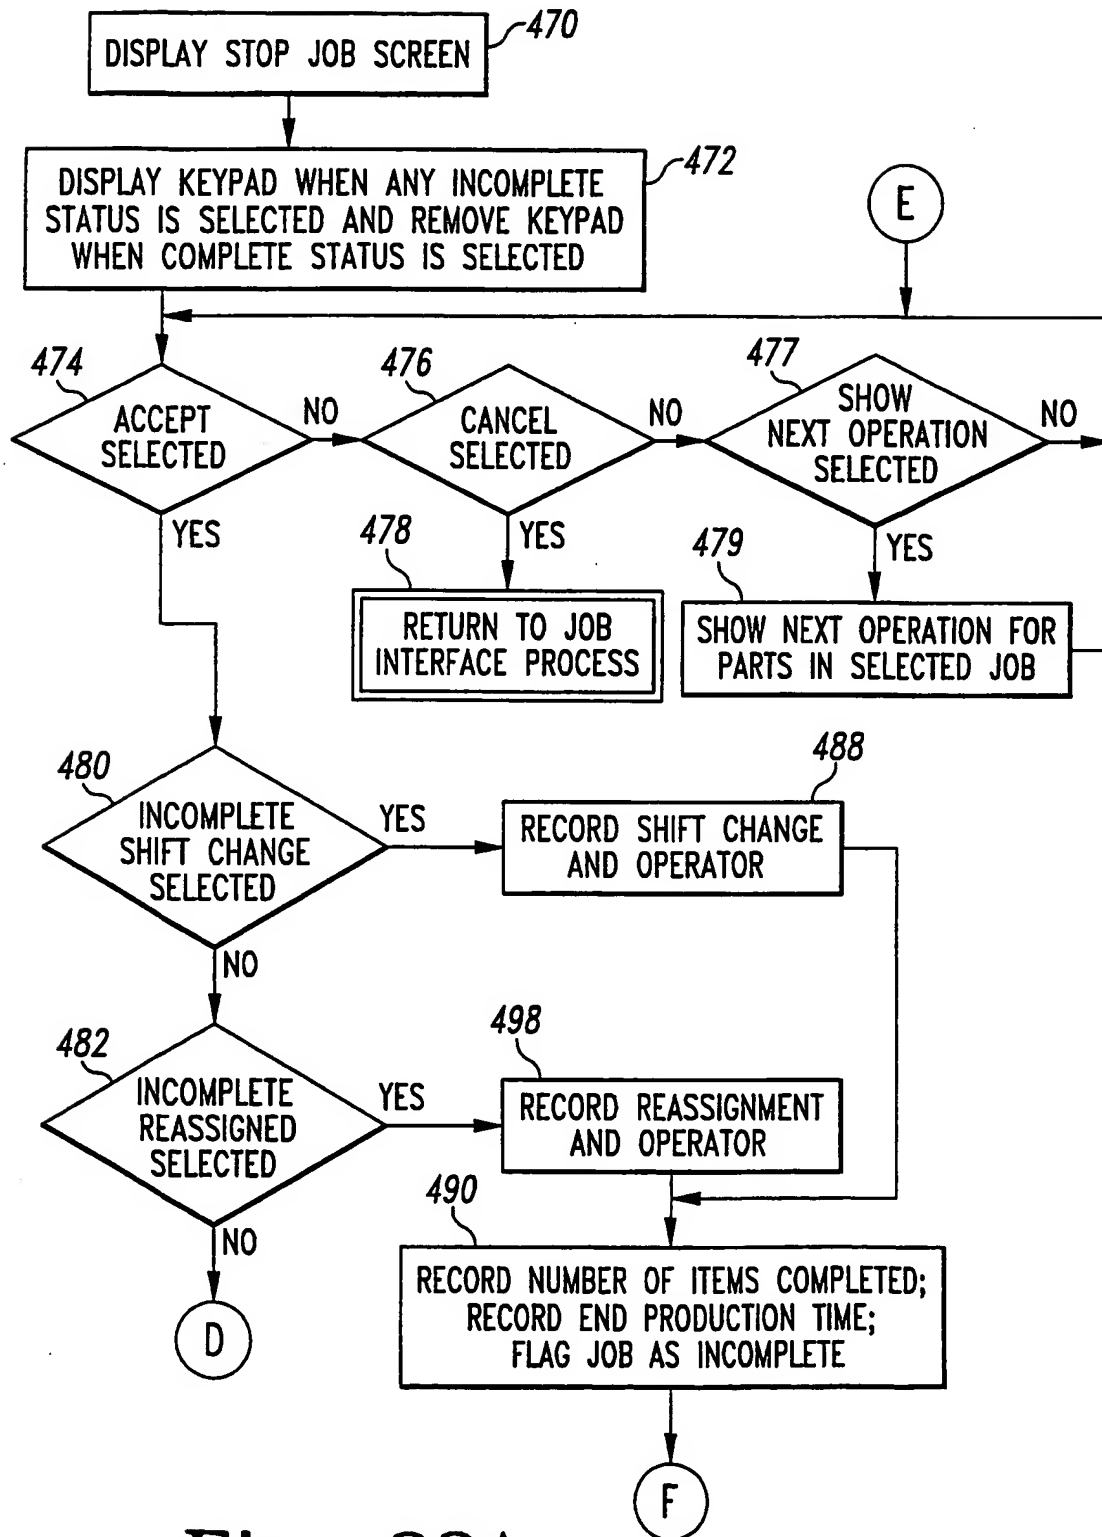 470
DISPLAY STOP JOB SCREEN
472
DISPLAY KEYPAD WHEN ANY INCOMPLETE
STATUS IS SELECTED AND REMOVE KEYPAD
WHEN COMPLETE STATUS IS SELECTED
E
474
ACCEPT
SELECTED
NO
YES
476
CANCEL
SELECTED
NO
YES
477
SHOW
NEXT OPERATION
SELECTED
NO
YES
478
RETURN TO JOB
INTERFACE PROCESS
479
SHOW NEXT OPERATION FOR
PARTS IN SELECTED JOB
480
INCOMPLETE
SHIFT CHANGE
SELECTED
YES
NO
488
RECORD SHIFT CHANGE
AND OPERATOR
482
INCOMPLETE
REASSIGNED
SELECTED
YES
NO
498
RECORD REASSIGNMENT
AND OPERATOR
490
RECORD NUMBER OF ITEMS COMPLETED;
RECORD END PRODUCTION TIME;
FLAG JOB AS INCOMPLETE
D
F